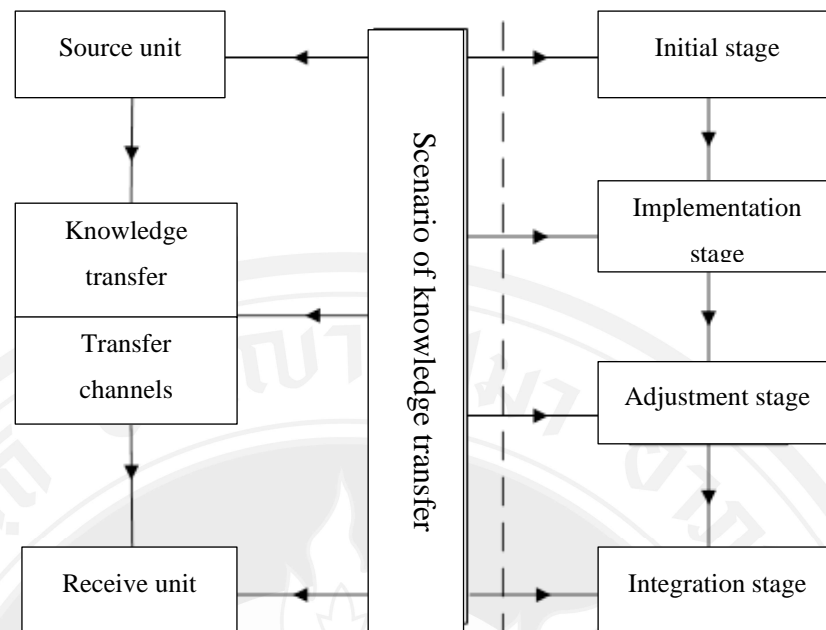 Source unit
Knowledge
transfer
Transfer
channels
Receive unit
Scenario of knowledge transfer
Initial stage
Implementation
stage
Adjustment stage
Integration stage